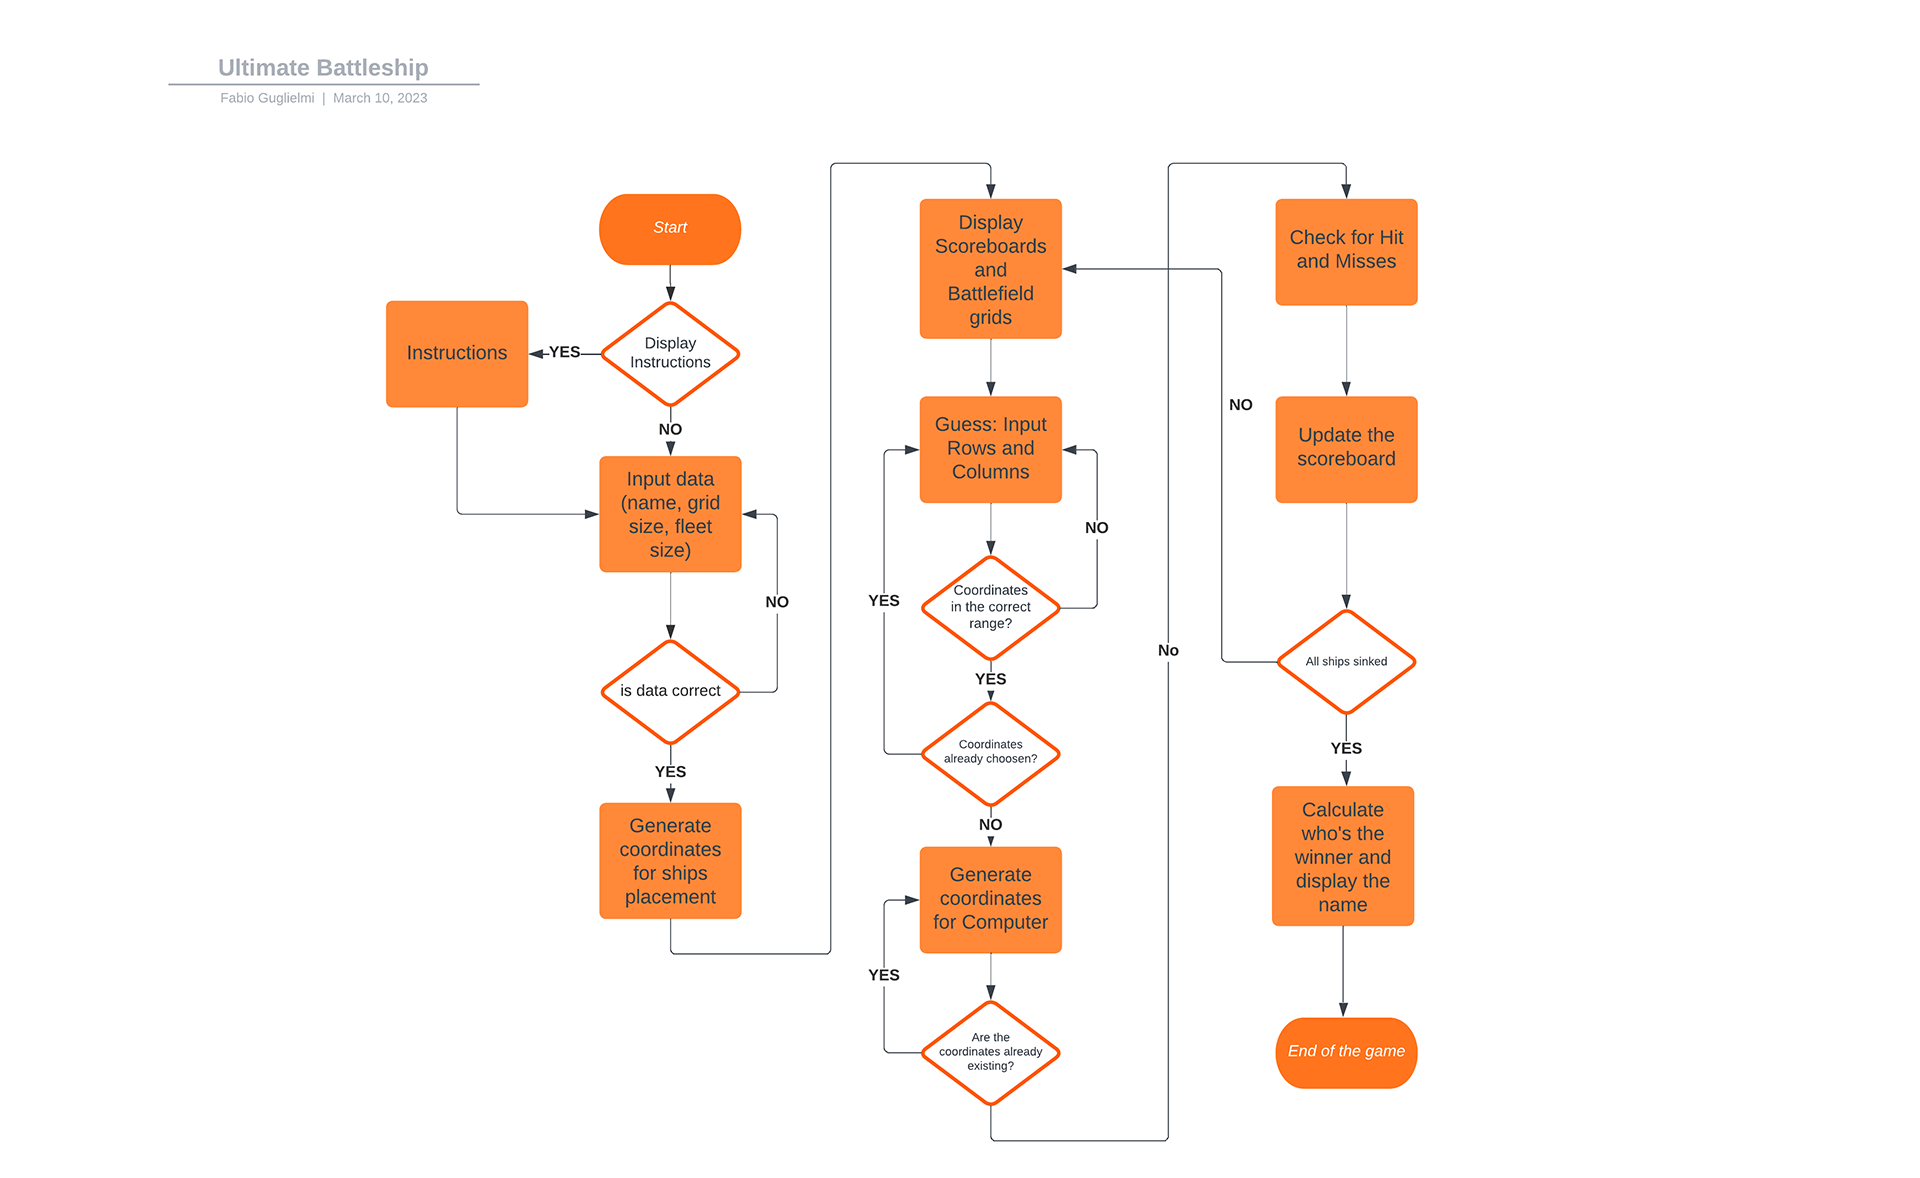 Ultimate Battleship
Fabio Guglielmi | March 10, 2023
Start
Display
Instructions
YES
Instructions
NO
Input data
(name, grid
size, fleet
size)
NO
is data correct
YES
Generate
coordinates
for ships
placement
Display
Scoreboards
and
Battlefield
grids
Guess: Input
Rows and
Columns
NO
YES
Coordinates
in the correct
range?
YES
Coordinates
already choosen?
NO
Generate
coordinates
for Computer
YES
Are the
coordinates already
existing?
No
Check for Hit
and Misses
NO
Update the
scoreboard
All ships sinked
YES
Calculate
who's the
winner and
display the
name
End of the game